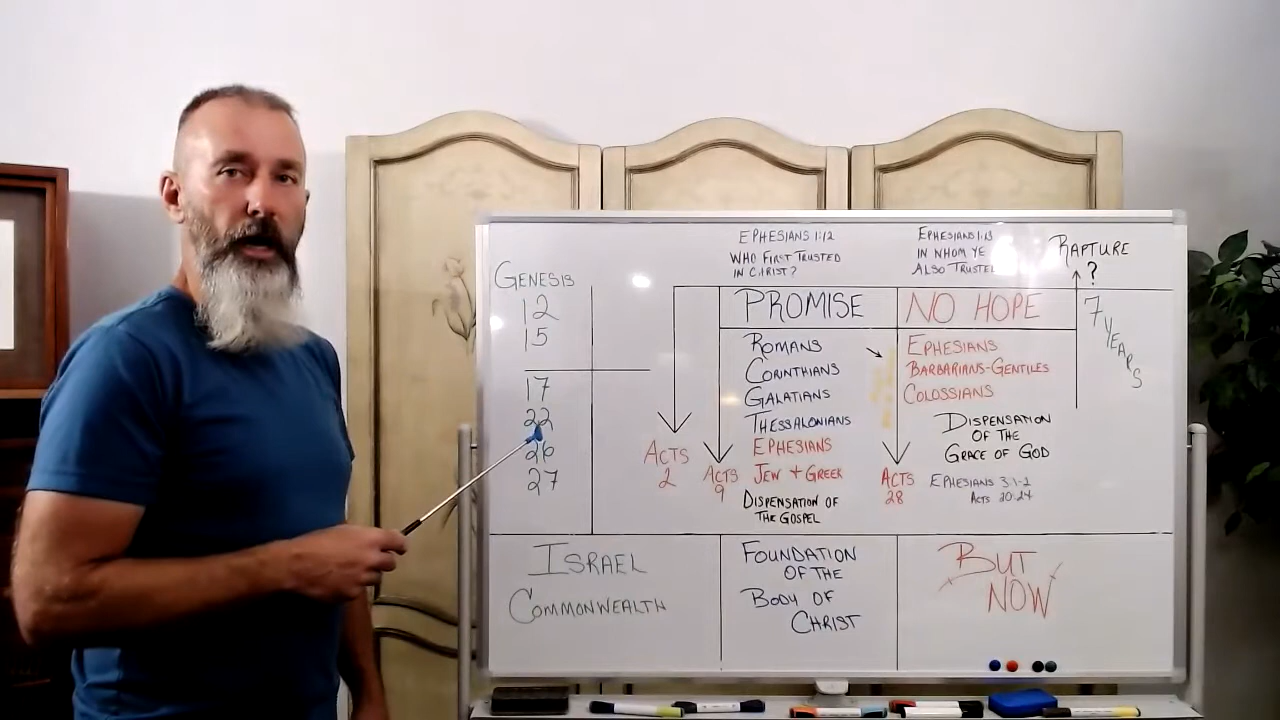 GENESIS
12
15
17
22
26
27
EPHESIANS 1:12
WHO FIRST TRUSTED
IN CHRIST?
EPHESIANS 1:13
IN WHOM YE
ALSO TRUSTED
RAPTURE
?
PROMISE
NO HOPE
7 YEARS
ROMANS
CORINTHIANS
GALATIANS
THESSALONIANS
EPHESIANS
JEW + GREEK
DISPENSATION OF
THE GOSPEL
EPHESIANS
BARBARIANS-GENTILES
COLOSSIANS
DISPENSATION
OF THE
GRACE OF GOD
EPHESIANS 3:1-2
ACTS 20:24
ACTS
2
ACTS
9
ACTS
28
ISRAEL
COMMONWEALTH
FOUNDATION
OF THE
BODY OF
CHRIST
BUT
NOW